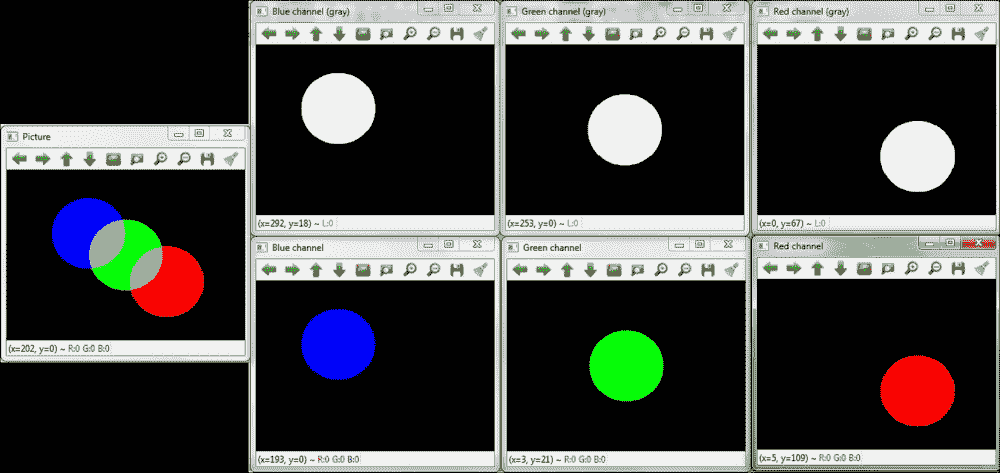 Blue channel (gray)
Green channel (gray)
Red channel (gray)
Picture
(x=292, y=18) ~ L:0
(x=253, y=0) ~ L:0
(x=0, y=67) ~ L:0
Blue channel
Green channel
Red channel
(x=202, y=0) ~ R:0 G:0 B:0
(x=193, y=0) ~ R:0 G:0 B:0
(x=3, y=21) ~ R:0 G:0 B:0
(x=5, y=109) ~ R:0 G:0 B:0